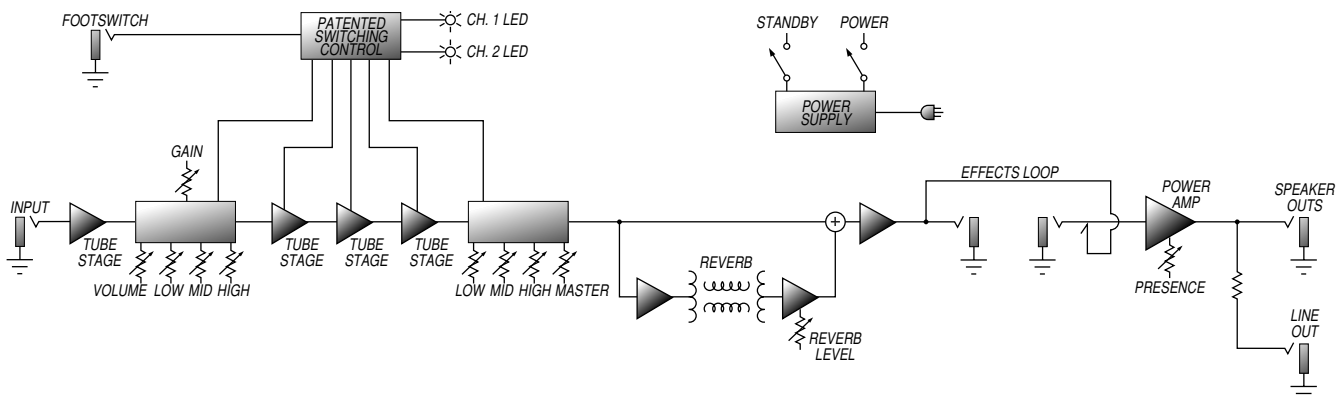 FOOTSWITCH
PATENTED
SWITCHING
CONTROL
CH. 1 LED
CH. 2 LED
STANDBY
POWER
POWER
SUPPLY
GAIN
INPUT
TUBE
STAGE
VOLUME LOW MID HIGH
TUBE
STAGE
TUBE
STAGE
TUBE
STAGE
LOW MID HIGH MASTER
REVERB
REVERB
LEVEL
EFFECTS LOOP
POWER
AMP
PRESENCE
SPEAKER
OUTS
LINE
OUT